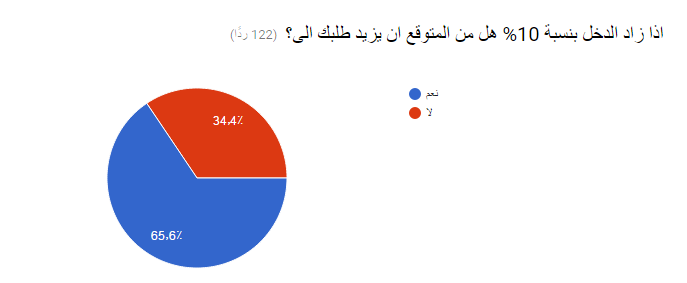 اذا زاد الدخل بنسبة 10% هل من المتوقع ان يزيد طلبك الى؟ (122 ردًا)
نعم
لا
34.4٪
65.6٪